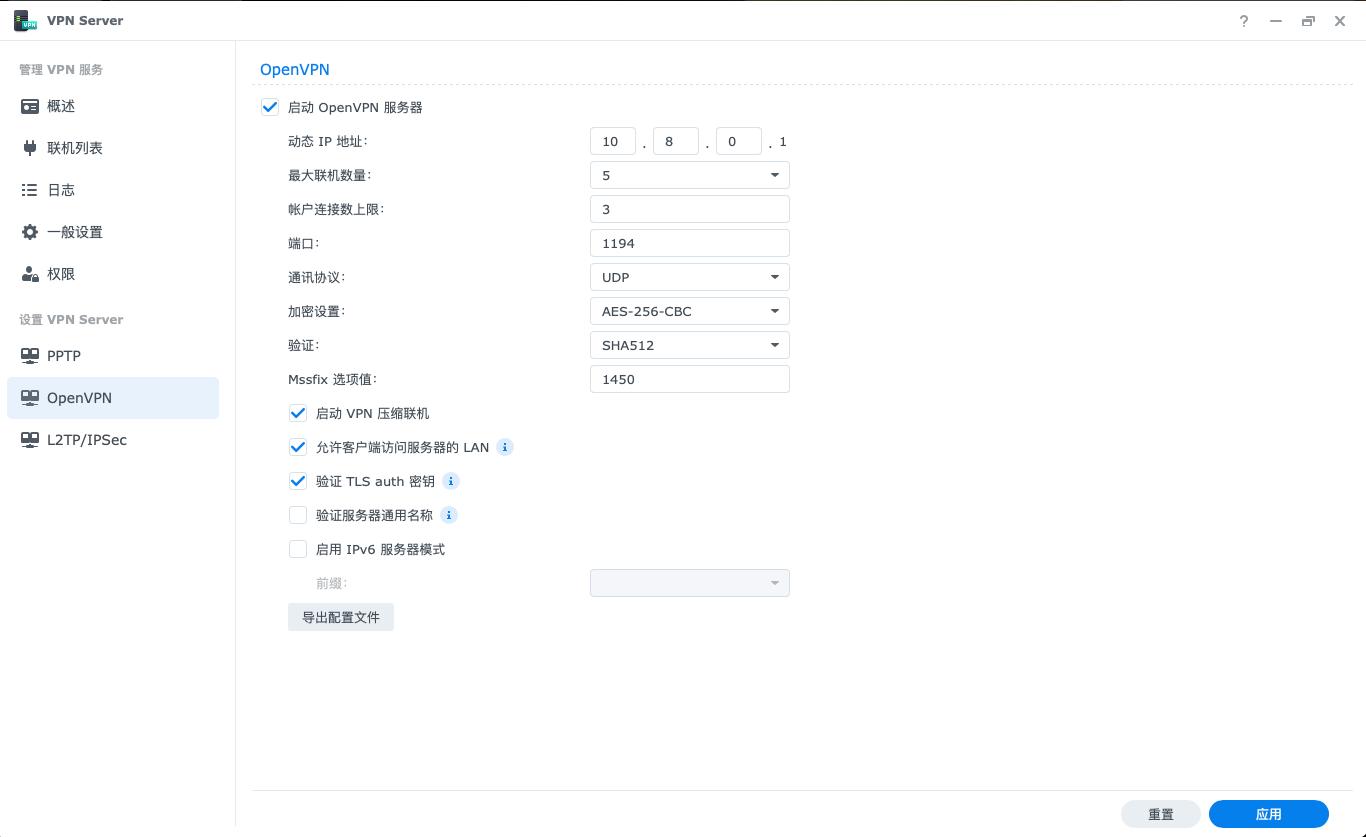 VPN Server
管理 VPN 服务
概述
联机列表
日志
一般设置
权限
设置 VPN Server
PPTP
OpenVPN
L2TP/IPSec
OpenVPN
启动 OpenVPN 服务器
动态 IP 地址: 10 . 8 . 0 . 1
最大联机数量: 5
帐户连接数上限: 3
端口: 1194
通讯协议: UDP
加密设置: AES-256-CBC
验证: SHA512
Mssfix 选项值: 1450
启动 VPN 压缩联机
允许客户端访问服务器的 LAN
验证 TLS auth 密钥
验证服务器通用名称
启用 IPv6 服务器模式
前缀:
导出配置文件
重置 应用